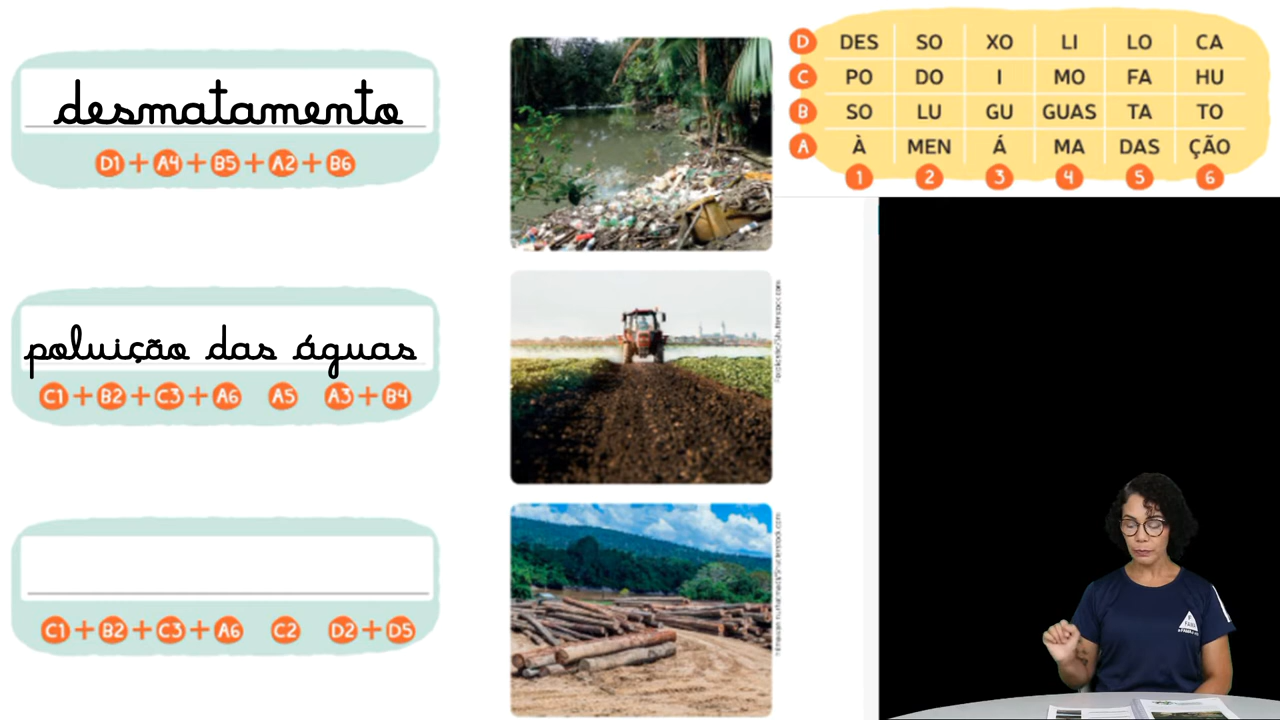 desmatamento
D1 + A4 + B5 + A2 + B6
poluição das águas
C1 + B2 + C3 + A6 A5 A3 + B4
C1 + B2 + C3 + A6 C2 D2 + D5
D DES SO XO LI LO CA
C PO DO I MO FA HU
B SO LU GU GUAS TA TO
A À MEN Á MA DAS ÇÃO
1 2 3 4 5 6